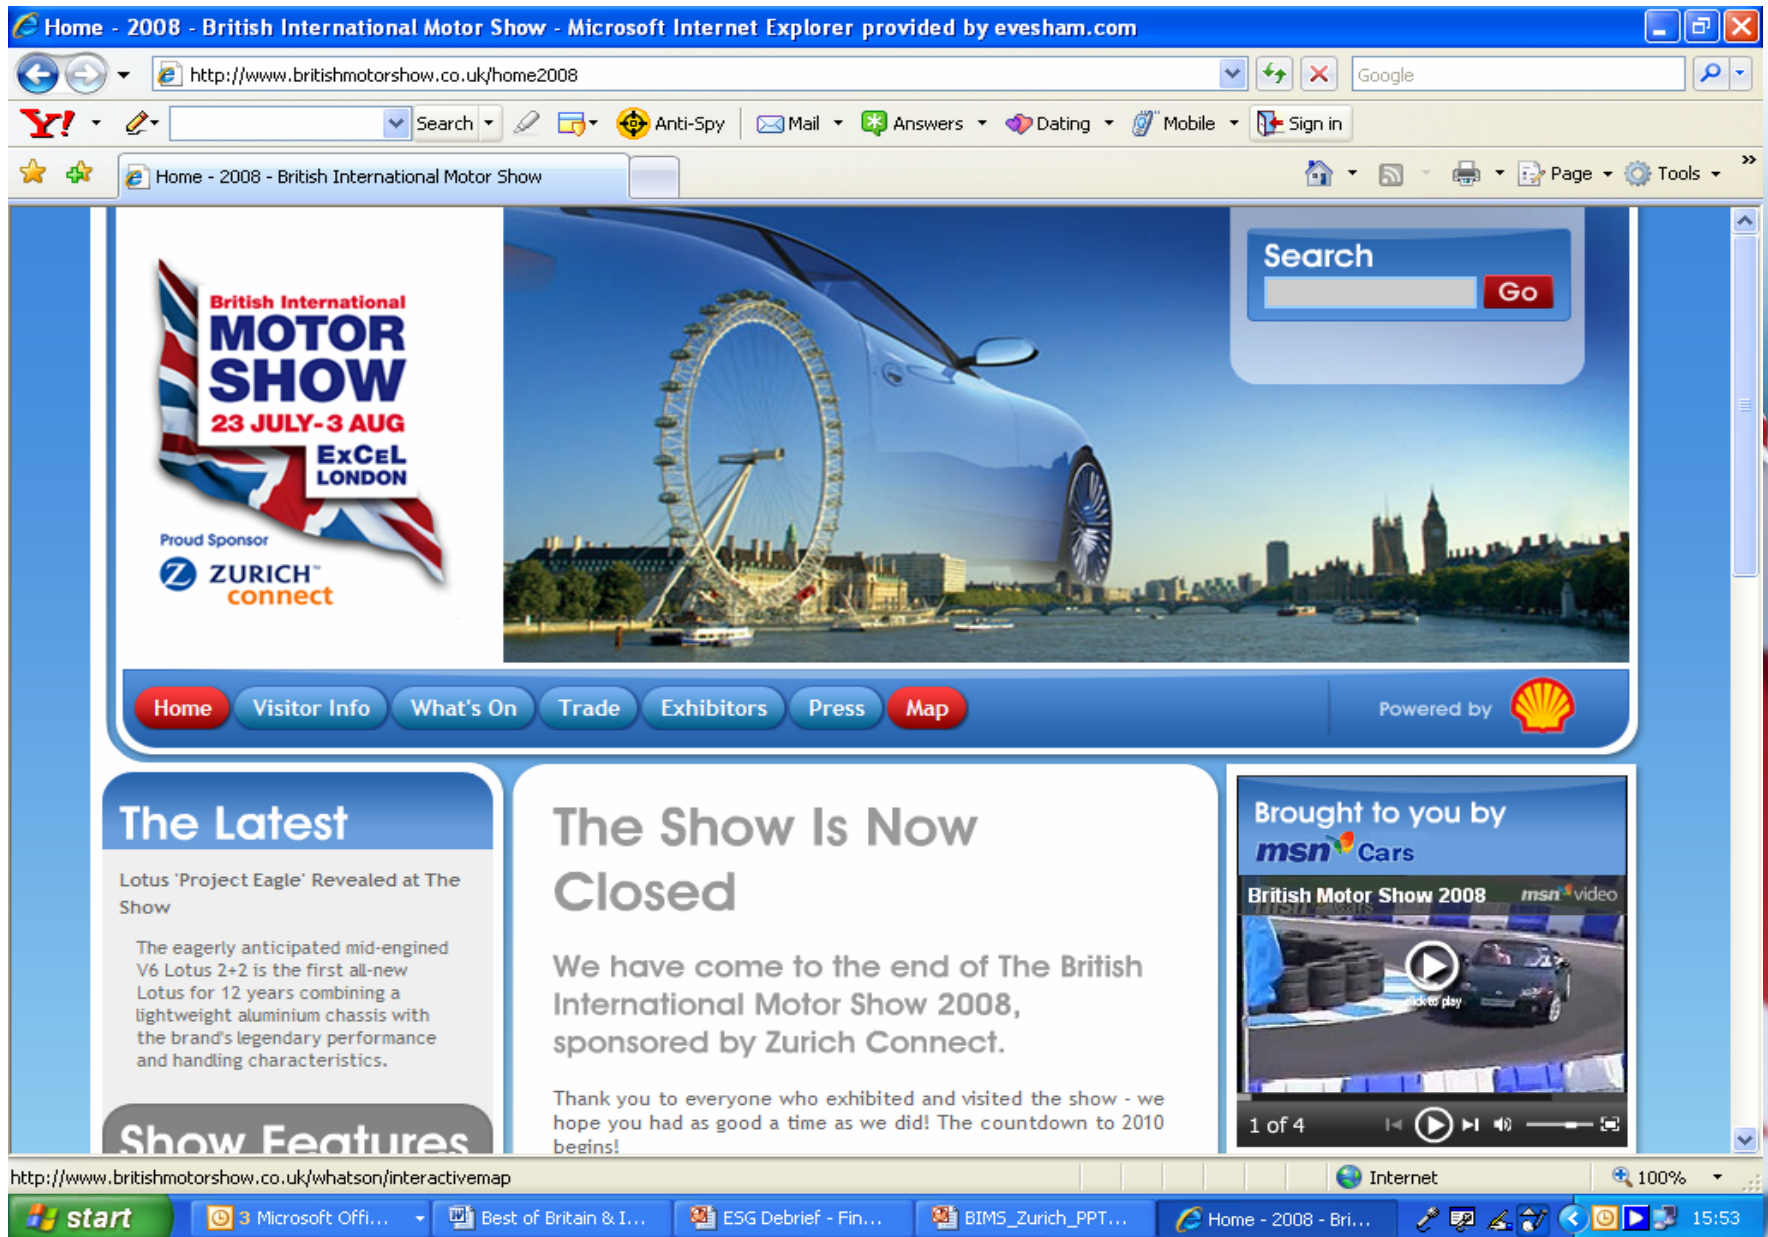 Home - 2008 - British International Motor Show - Microsoft Internet Explorer provided by evesham.com
http://www.britishmotorshow.co.uk/home2008
Google
Y!
Search
Anti-Spy
Mail
Answers
Dating
Mobile
Sign in
Home - 2008 - British International Motor Show
Page
Tools
British International
MOTOR
SHOW
23 JULY-3 AUG
ExCeL
LONDON
Proud Sponsor
ZURICH™
connect
Search
Go
Home
Visitor Info
What's On
Trade
Exhibitors
Press
Map
Powered by
The Latest
Lotus 'Project Eagle' Revealed at The
Show
The eagerly anticipated mid-engined
V6 Lotus 2+2 is the first all-new
Lotus for 12 years combining a
lightweight aluminium chassis with
the brand's legendary performance
and handling characteristics.
Show Features
The Show Is Now
Closed
We have come to the end of The British
International Motor Show 2008,
sponsored by Zurich Connect.
Thank you to everyone who exhibited and visited the show - we
hope you had as good a time as we did! The countdown to 2010
begins!
Brought to you by
msn Cars
British Motor Show 2008
msn video
click to play
1 of 4
http://www.britishmotorshow.co.uk/whatson/interactivemap
Internet
100%
start
3 Microsoft Offi...
Best of Britain & I...
ESG Debrief - Fin...
BIMS_Zurich_PPT...
Home - 2008 - Bri...
15:53